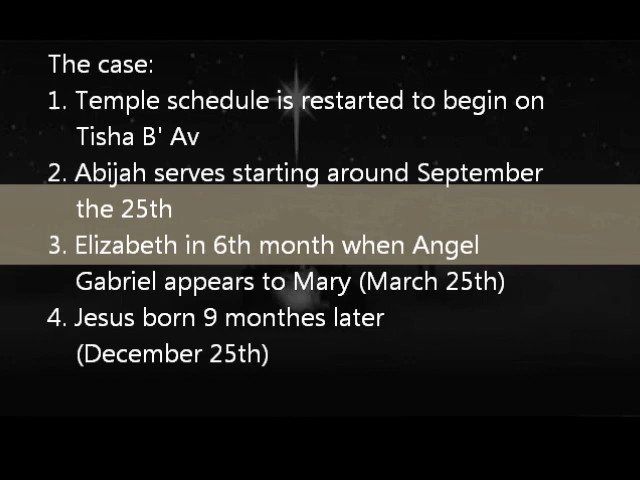 The case:
1. Temple schedule is restarted to begin on
Tisha B' Av
2. Abijah serves starting around September
the 25th
3. Elizabeth in 6th month when Angel
Gabriel appears to Mary (March 25th)
4. Jesus born 9 monthes later
(December 25th)